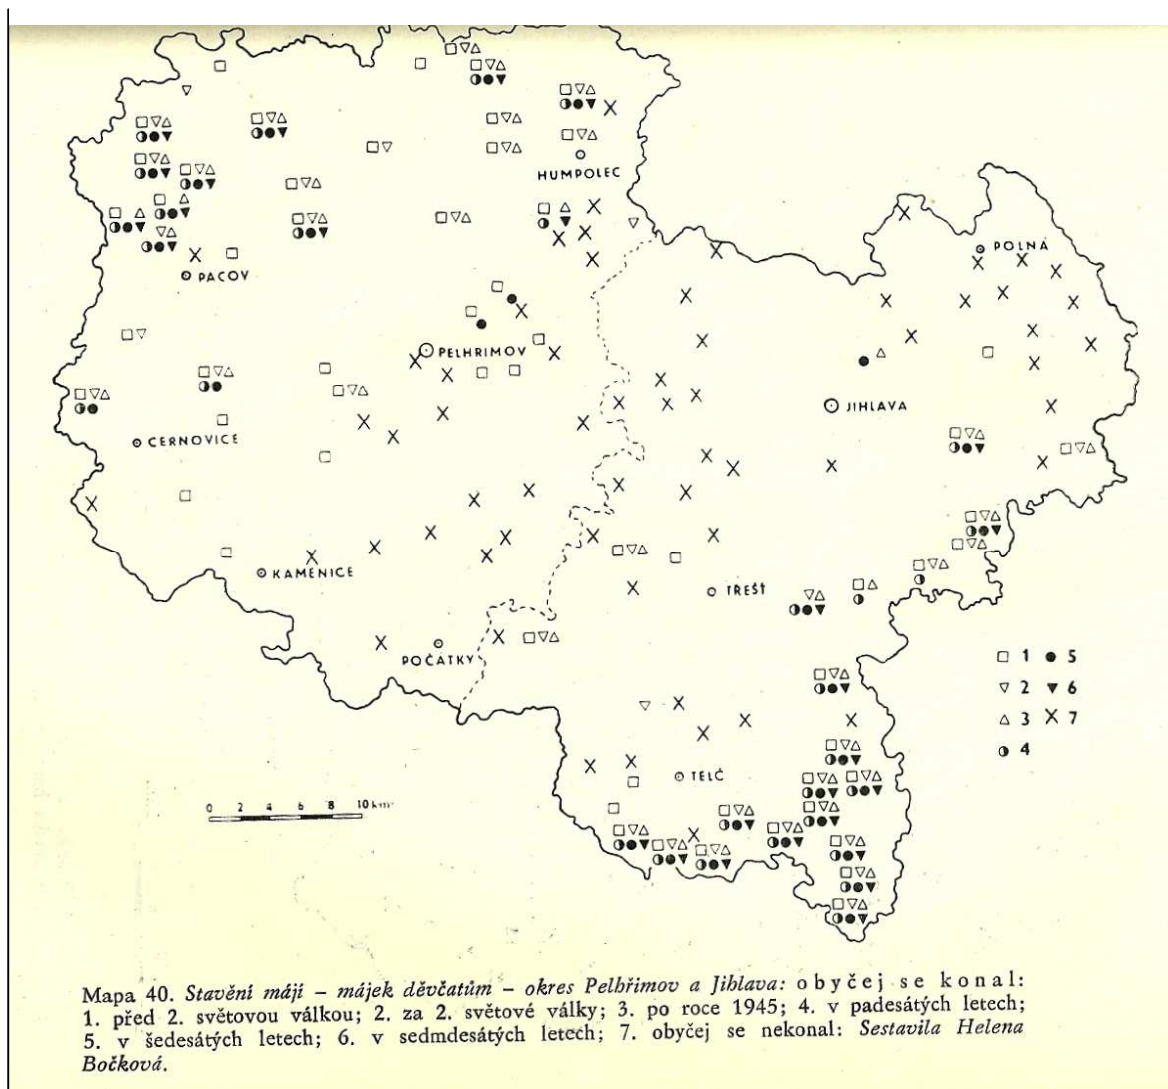 HUMPOLEC
POLNÁ
PACOV
PELHŘIMOV
JIHLAVA
ČERNOVICE
KAMENICE
TŘEŠŤ
POČÁTKY
1 5
2 6
3 7
4
TELČ
0 2 4 6 8 10 km
Mapa 40. Stavění májí – májek děvčatům – okres Pelhřimov a Jihlava: obyčej se konal:
1. před 2. světovou válkou; 2. za 2. světové války; 3. po roce 1945; 4. v padesátých letech;
5. v šedesátých letech; 6. v sedmdesátých letech; 7. obyčej se nekonal: Sestavila Helena
Bočková.